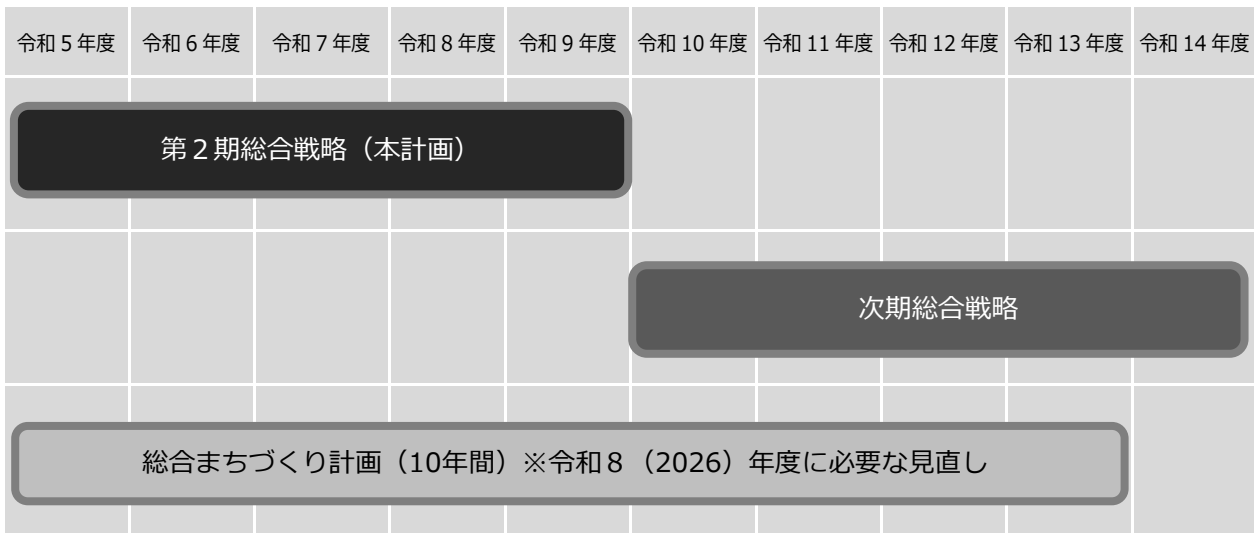 令和５年度 令和６年度 令和７年度 令和８年度 令和９年度 令和 10 年度 令和 11 年度 令和 12 年度 令和 13 年度 令和 14 年度
第２期総合戦略（本計画）
次期総合戦略
総合まちづくり計画（10年間）※令和８（2026）年度に必要な見直し